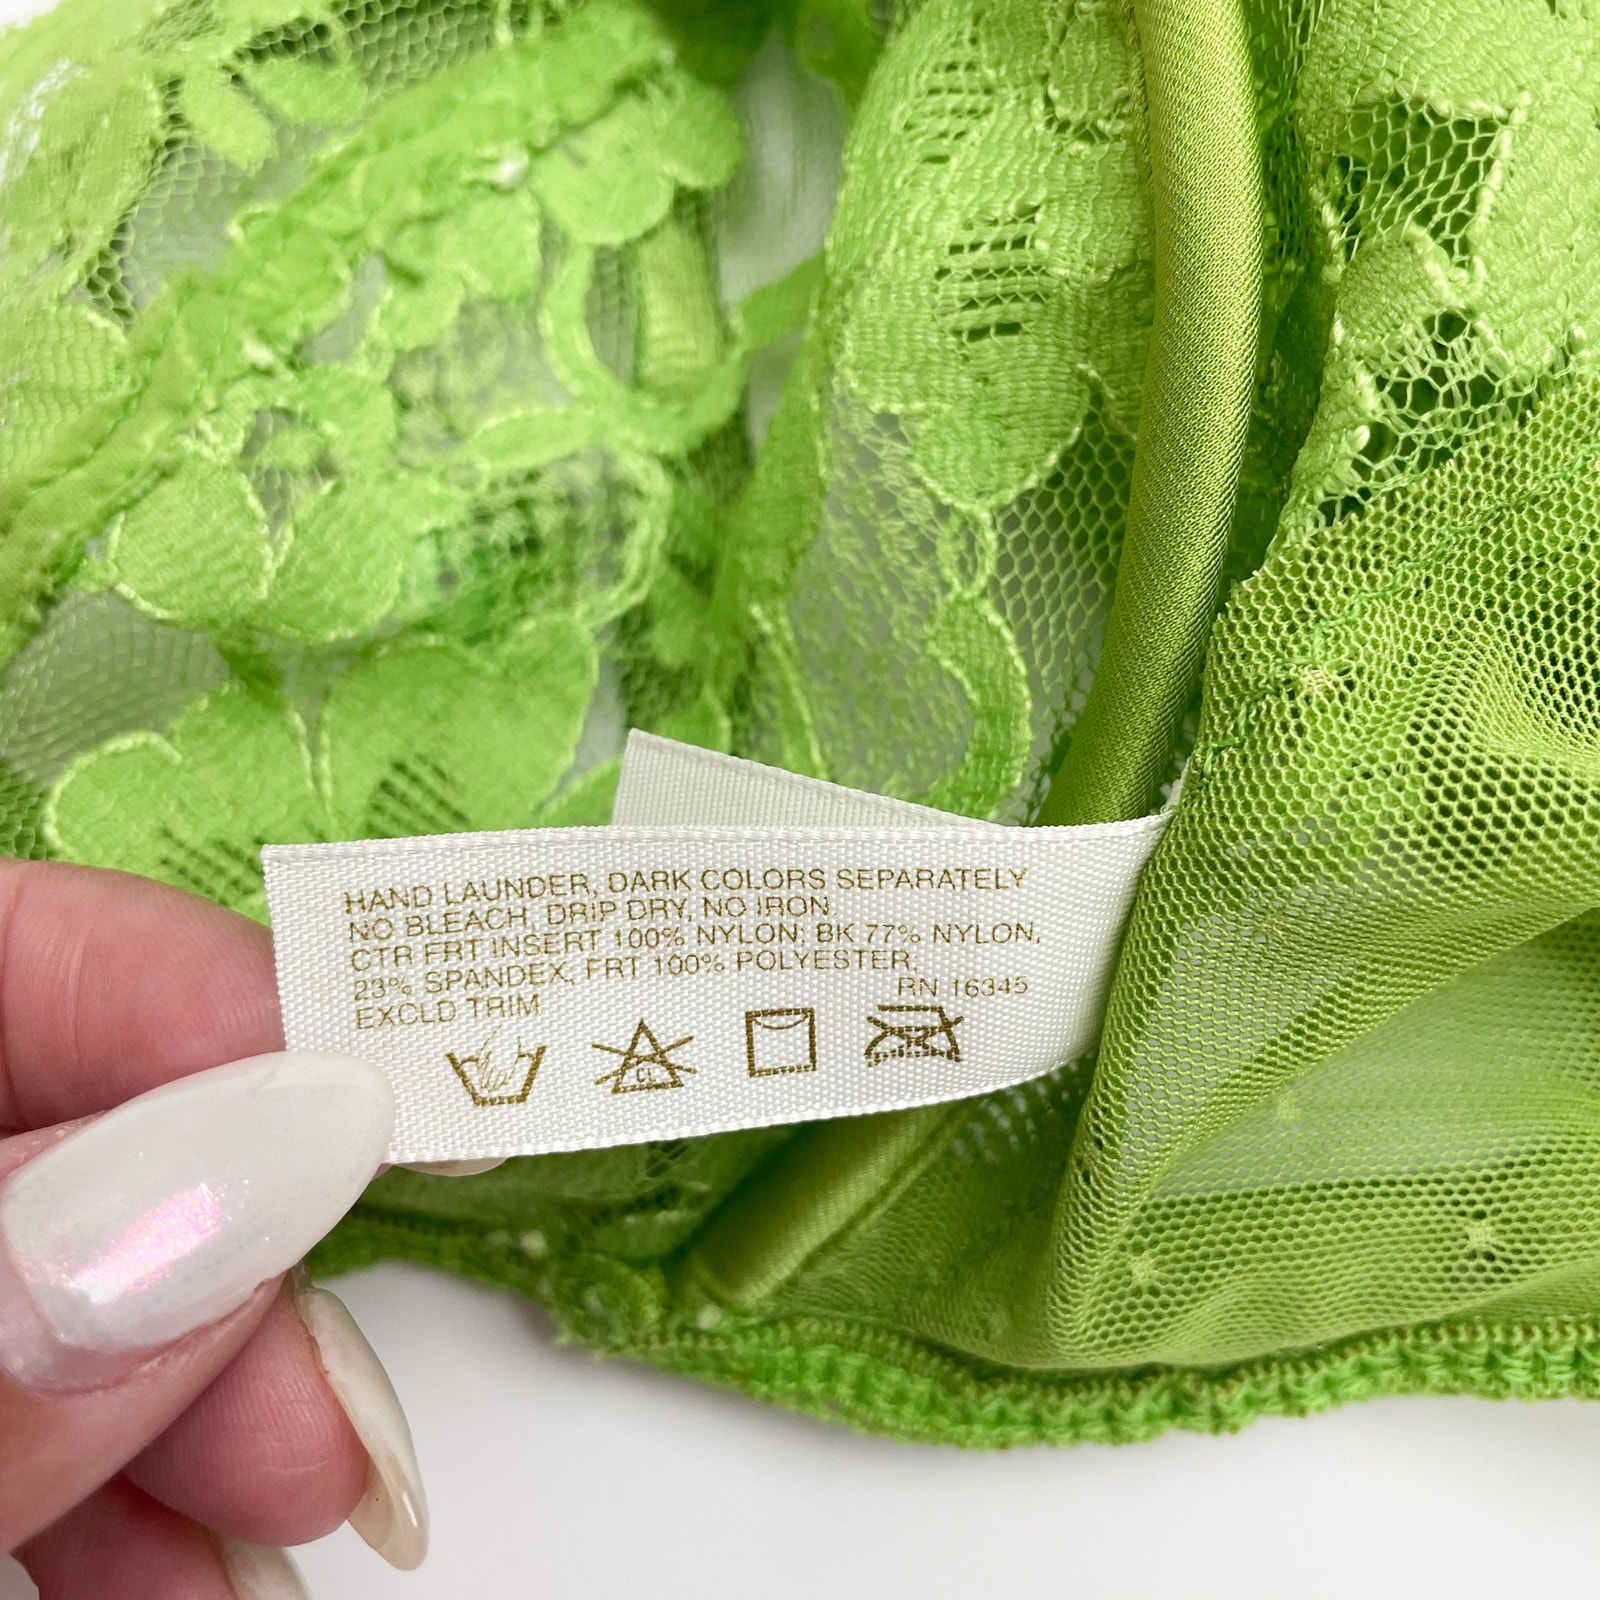 HAND LAUNDER, DARK COLORS SEPARATELY
NO BLEACH, DRIP DRY, NO IRON
CTR FRT INSERT 100% NYLON; BK 77% NYLON,
23% SPANDEX, FRT 100% POLYESTER,
EXCLD TRIM
RN 16345
CL